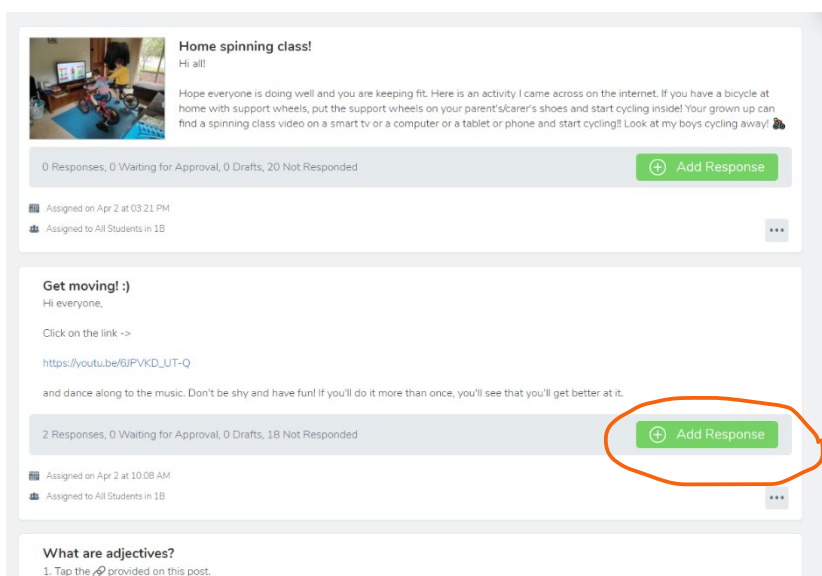 Home spinning class!
Hi all!
Hope everyone is doing well and you are keeping fit. Here is an activity I came across on the internet. If you have a bicycle at
home with support wheels, put the support wheels on your parent's/carer's shoes and start cycling inside! Your grown up can
find a spinning class video on a smart tv or a computer or a tablet or phone and start cycling!! Look at my boys cycling away! 🚴
0 Responses, 0 Waiting for Approval, 0 Drafts, 20 Not Responded
Add Response
Assigned on Apr 2 at 03:21 PM
Assigned to All Students in 1B
Get moving! :)
Hi everyone,
Click on the link ->
https://youtu.be/6JPVKD_UT-Q
and dance along to the music. Don't be shy and have fun! If you'll do it more than once, you'll see that you'll get better at it.
2 Responses, 0 Waiting for Approval, 0 Drafts, 18 Not Responded
Add Response
Assigned on Apr 2 at 10:08 AM
Assigned to All Students in 1B
What are adjectives?
1. Tap the 🔗 provided on this post.